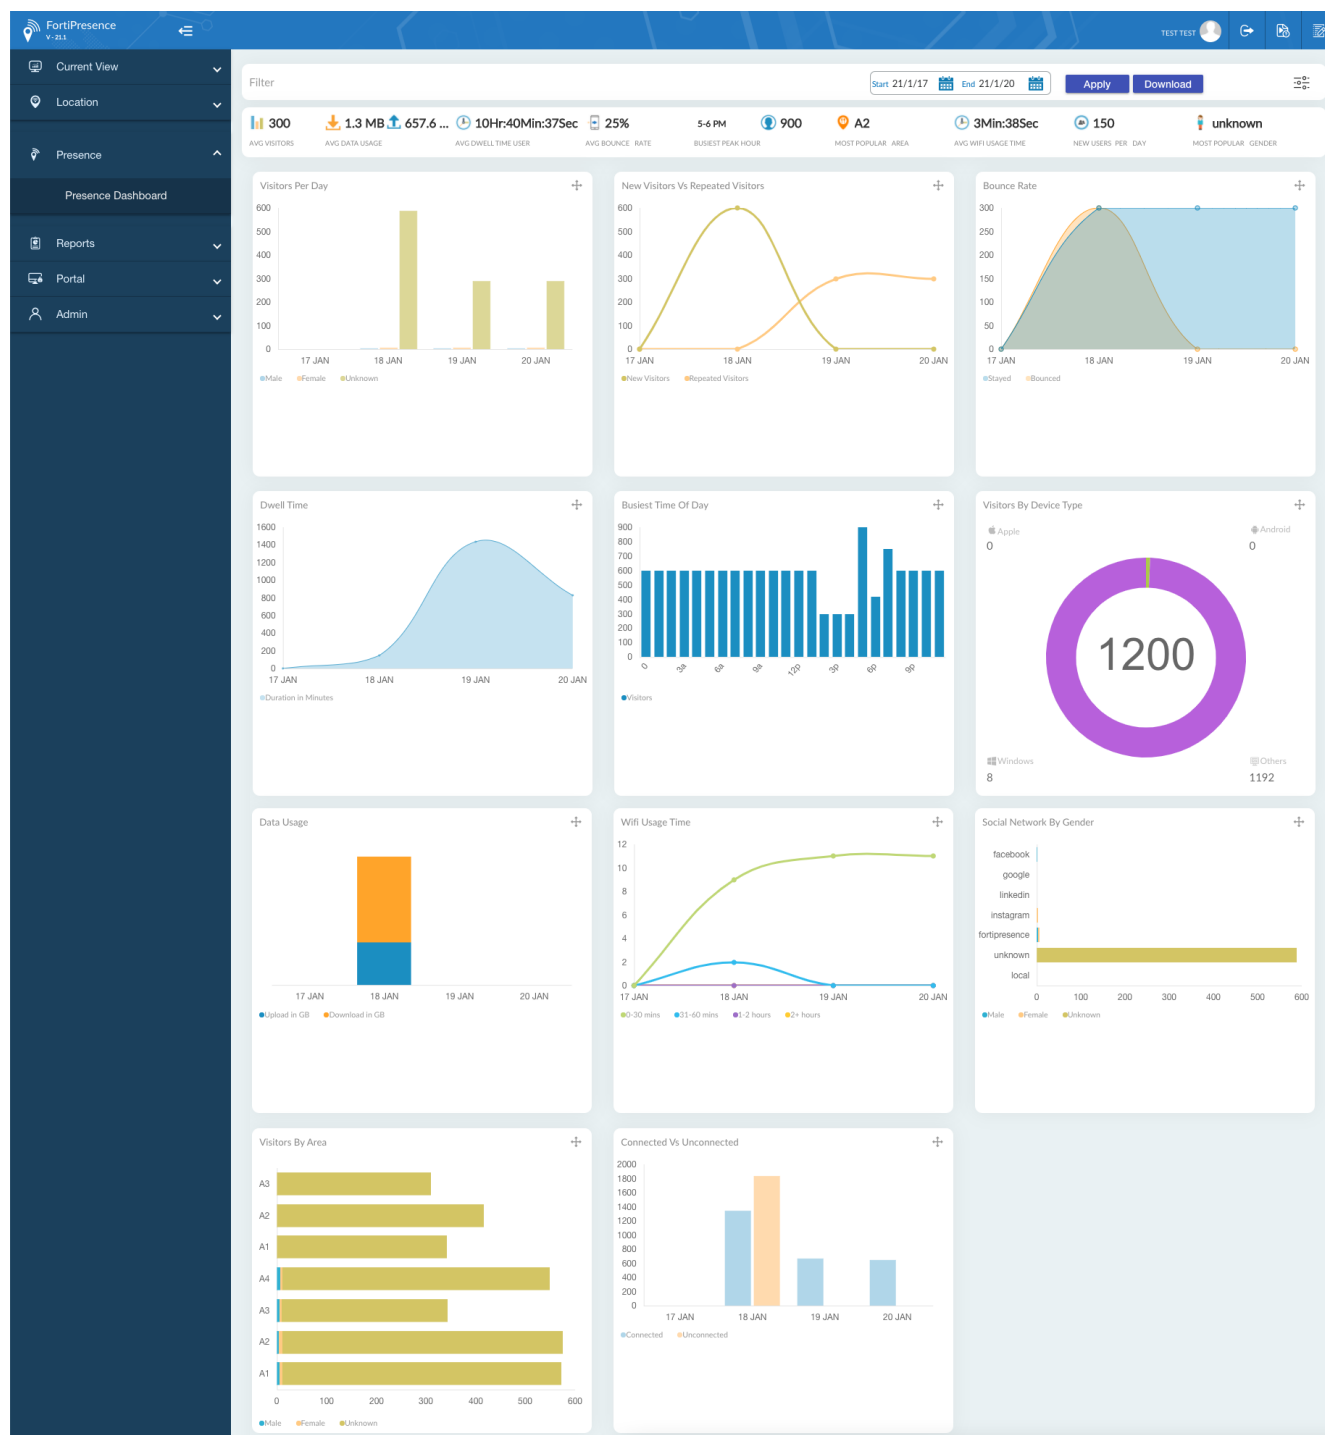 FortiPresence
V - 21.1
TEST TEST
Current View
Location
Presence
Presence Dashboard
Reports
Portal
Admin
Filter
Start 21/1/17 End 21/1/20 Apply Download
300 1.3 MB 657.6 ... 10Hr:40Min:37Sec 25% 5-6 PM 900 A2 3Min:38Sec 150 unknown
AVG VISITORS AVG DATA USAGE AVG DWELL TIME USER AVG BOUNCE RATE BUSIEST PEAK HOUR MOST POPULAR AREA AVG WIFI USAGE TIME NEW USERS PER DAY MOST POPULAR GENDER
Visitors Per Day
600
500
400
300
200
100
0
17 JAN 18 JAN 19 JAN 20 JAN
Male Female Unknown
New Visitors Vs Repeated Visitors
600
500
400
300
200
100
0
17 JAN 18 JAN 19 JAN 20 JAN
New Visitors Repeated Visitors
Bounce Rate
300
250
200
150
100
50
0
17 JAN 18 JAN 19 JAN 20 JAN
Stayed Bounced
Dwell Time
1600
1400
1200
1000
800
600
400
200
0
17 JAN 18 JAN 19 JAN 20 JAN
Duration in Minutes
Busiest Time Of Day
900
800
700
600
500
400
300
200
100
0
0 3a 6a 9a 12p 3p 6p 9p
Visitors
Visitors By Device Type
Apple Android
0 0
1200
Windows Others
8 1192
Data Usage
17 JAN 18 JAN 19 JAN 20 JAN
Upload in GB Download in GB
Wifi Usage Time
12
10
8
6
4
2
0
17 JAN 18 JAN 19 JAN 20 JAN
0-30 mins 31-60 mins 1-2 hours 2+ hours
Social Network By Gender
facebook
google
linkedin
instagram
fortipresence
unknown
local
0 100 200 300 400 500 600
Male Female Unknown
Visitors By Area
A3
A2
A1
A4
A3
A2
A1
0 100 200 300 400 500 600
Male Female Unknown
Connected Vs Unconnected
2000
1800
1600
1400
1200
1000
800
600
400
200
0
17 JAN 18 JAN 19 JAN 20 JAN
Connected Unconnected